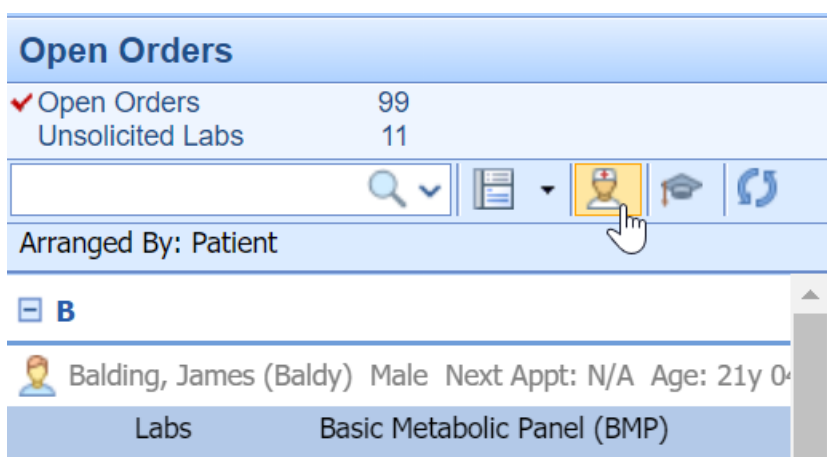 Open Orders
Open Orders 99
Unsolicited Labs 11
Arranged By: Patient
B
Balding, James (Baldy) Male Next Appt: N/A Age: 21y
Labs Basic Metabolic Panel (BMP)